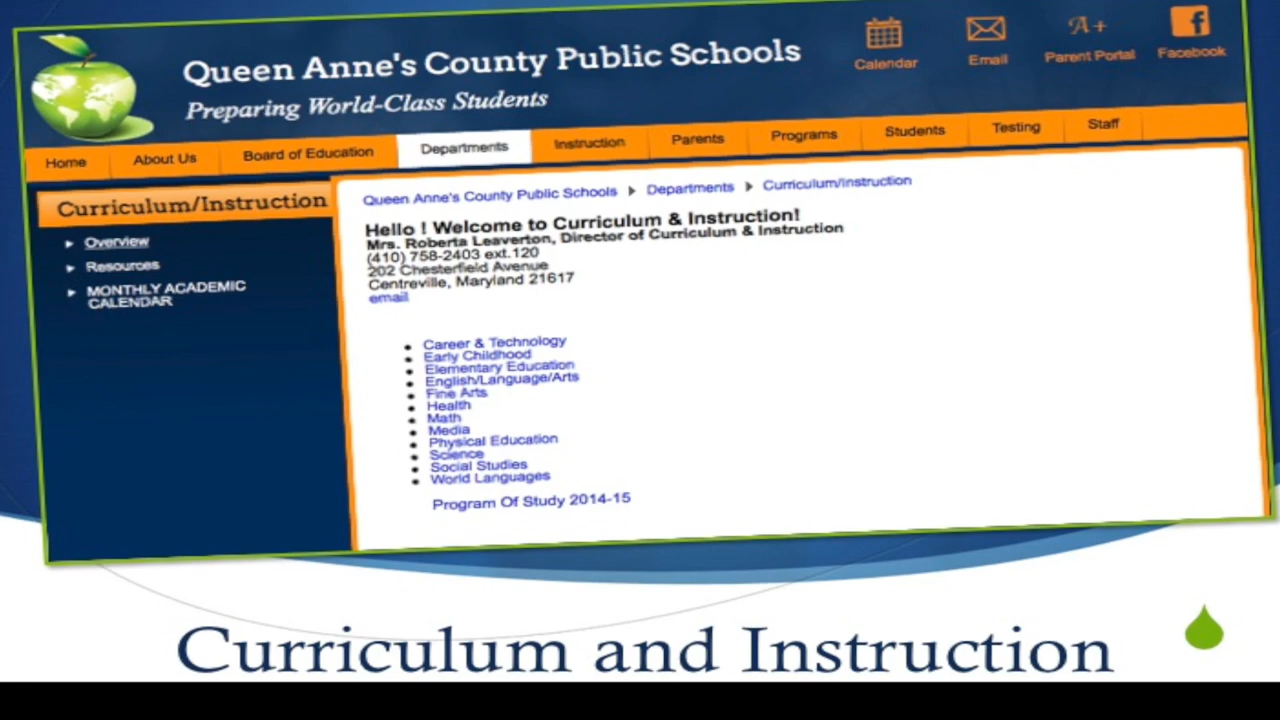 Queen Anne's County Public Schools
Preparing World-Class Students
Calendar
Email
A+
Parent Portal
f
Facebook
Home
About Us
Board of Education
Departments
Instruction
Parents
Programs
Students
Testing
Staff
Curriculum/Instruction
Overview
Resources
MONTHLY ACADEMIC
CALENDAR
Queen Anne's County Public Schools Departments Curriculum/Instruction
Hello ! Welcome to Curriculum & Instruction!
Mrs. Roberta Leaverton, Director of Curriculum & Instruction
(410) 758-2403 ext.120
202 Chesterfield Avenue
Centreville, Maryland 21617
email
Career & Technology
Early Childhood
Elementary Education
English/Language/Arts
Fine Arts
Health
Math
Media
Physical Education
Science
Social Studies
World Languages
Program Of Study 2014-15
Curriculum and Instruction